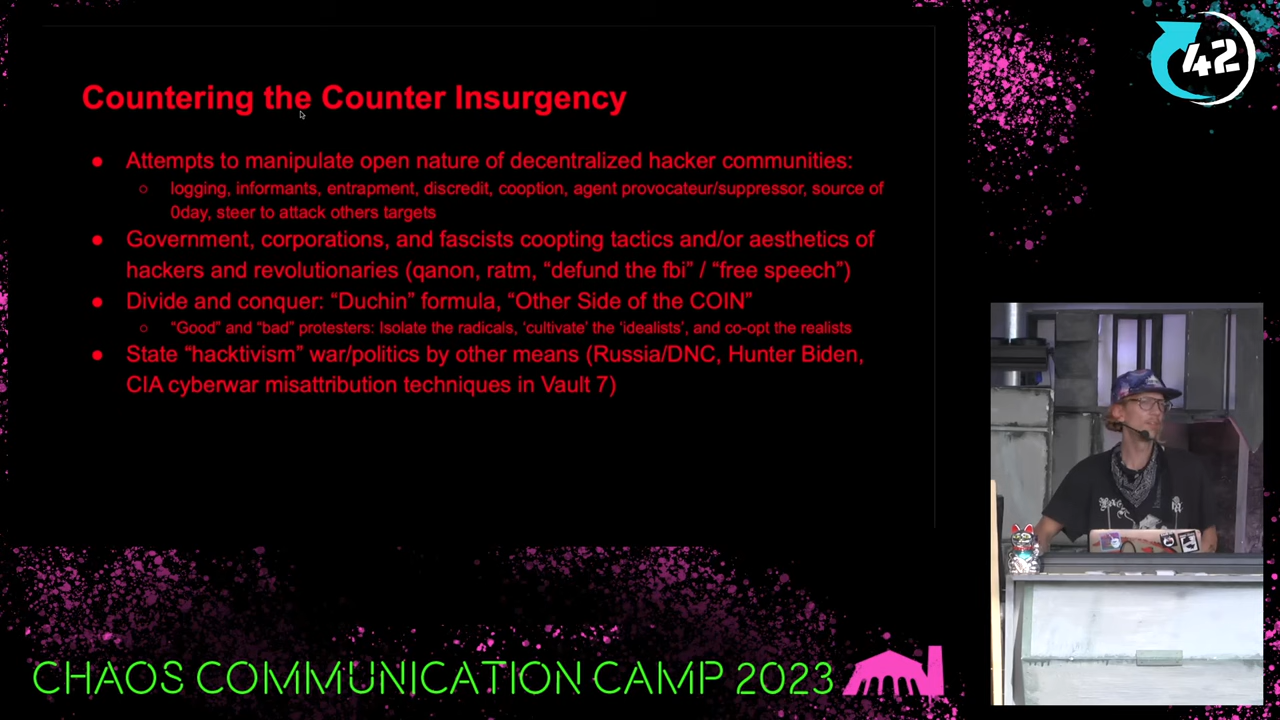 42
Countering the Counter Insurgency
● Attempts to manipulate open nature of decentralized hacker communities:
○ logging, informants, entrapment, discredit, cooption, agent provocateur/suppressor, source of
0day, steer to attack others targets
● Government, corporations, and fascists coopting tactics and/or aesthetics of
hackers and revolutionaries (qanon, ratm, “defund the fbi” / “free speech”)
● Divide and conquer: “Duchin” formula, “Other Side of the COIN”
○ “Good” and “bad” protesters: Isolate the radicals, ‘cultivate’ the ‘idealists’, and co-opt the realists
● State “hacktivism” war/politics by other means (Russia/DNC, Hunter Biden,
CIA cyberwar misattribution techniques in Vault 7)
CHAOS COMMUNICATION CAMP 2023